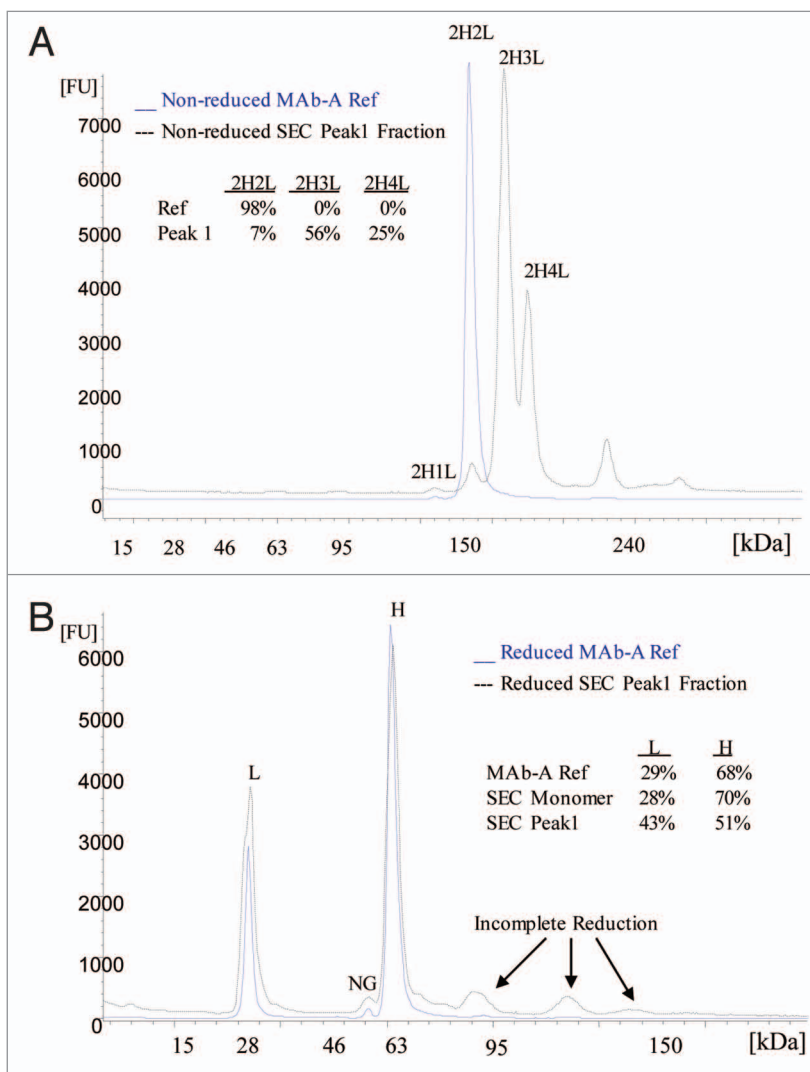 A
[FU]
2H2L
2H3L
2H4L
2H1L
__ Non-reduced MAb-A Ref
--- Non-reduced SEC Peak1 Fraction
2H2L 2H3L 2H4L
Ref 98% 0% 0%
Peak 1 7% 56% 25%
7000
6000
5000
4000
3000
2000
1000
0
15 28 46 63 95 150 240 [kDa]
B
[FU]
H
L
NG
__ Reduced MAb-A Ref
--- Reduced SEC Peak1 Fraction
L H
MAb-A Ref 29% 68%
SEC Monomer 28% 70%
SEC Peak1 43% 51%
Incomplete Reduction
6000
5000
4000
3000
2000
1000
0
15 28 46 63 95 150 [kDa]